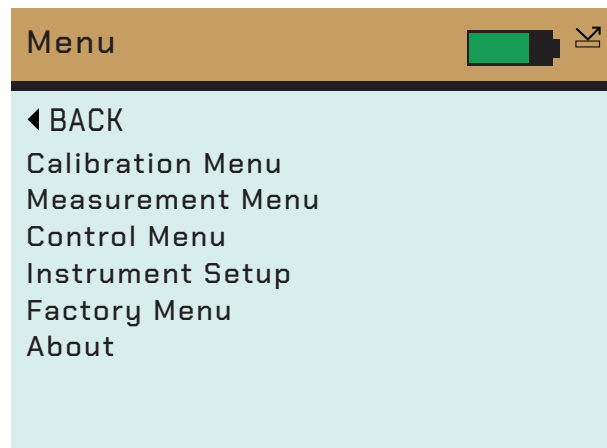 Menu
BACK
Calibration Menu
Measurement Menu
Control Menu
Instrument Setup
Factory Menu
About